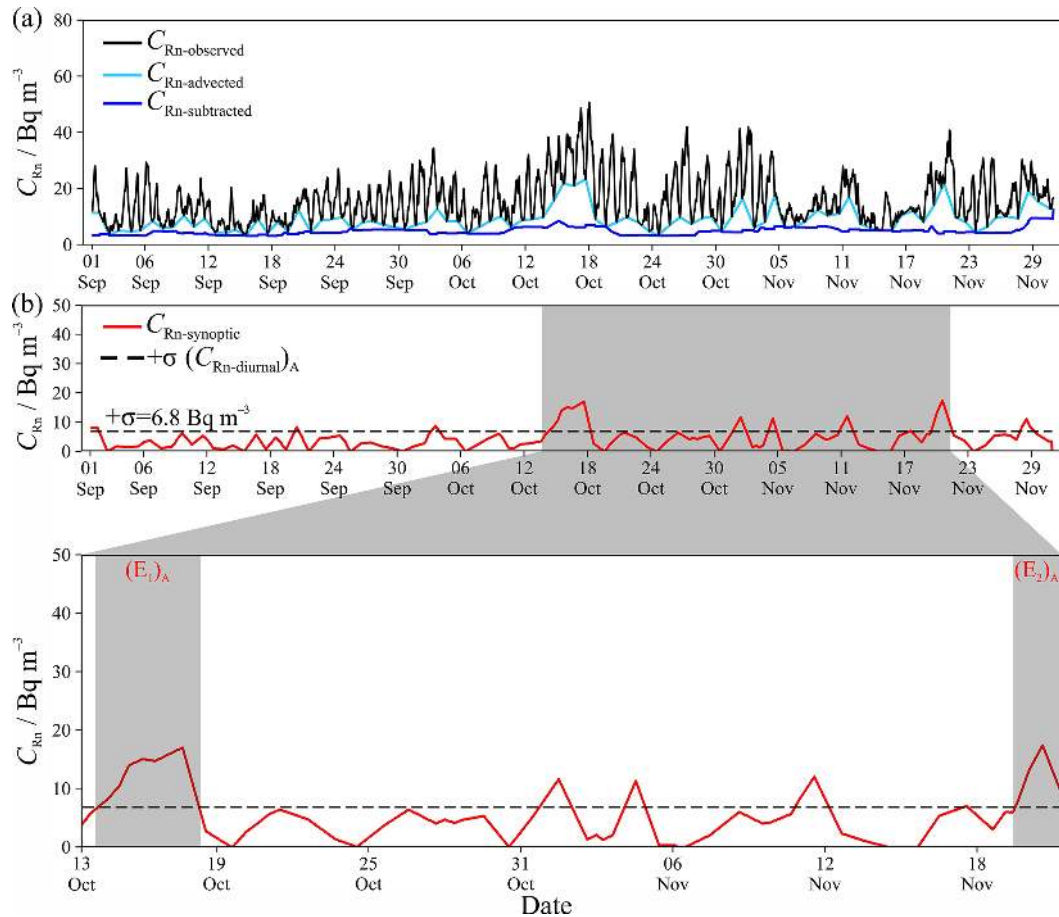 (a)
80
60
40
20
0
C_Rn / Bq m⁻³
C_Rn-observed
C_Rn-advected
C_Rn-subtracted
01 06 12 18 24 30 06 12 18 24 30 05 11 17 23 29
Sep Sep Sep Sep Sep Sep Oct Oct Oct Oct Oct Nov Nov Nov Nov Nov
(b)
50
40
30
20
10
0
C_Rn / Bq m⁻³
C_Rn-synoptic
+σ (C_Rn-diurnal)_A
+σ=6.8 Bq m⁻³
01 06 12 18 24 30 06 12 18 24 30 05 11 17 23 29
Sep Sep Sep Sep Sep Sep Oct Oct Oct Oct Oct Nov Nov Nov Nov Nov
50
40
30
20
10
0
C_Rn / Bq m⁻³
(E₁)_A (E₂)_A
13 19 25 31 06 12 18
Oct Oct Oct Oct Nov Nov Nov
Date